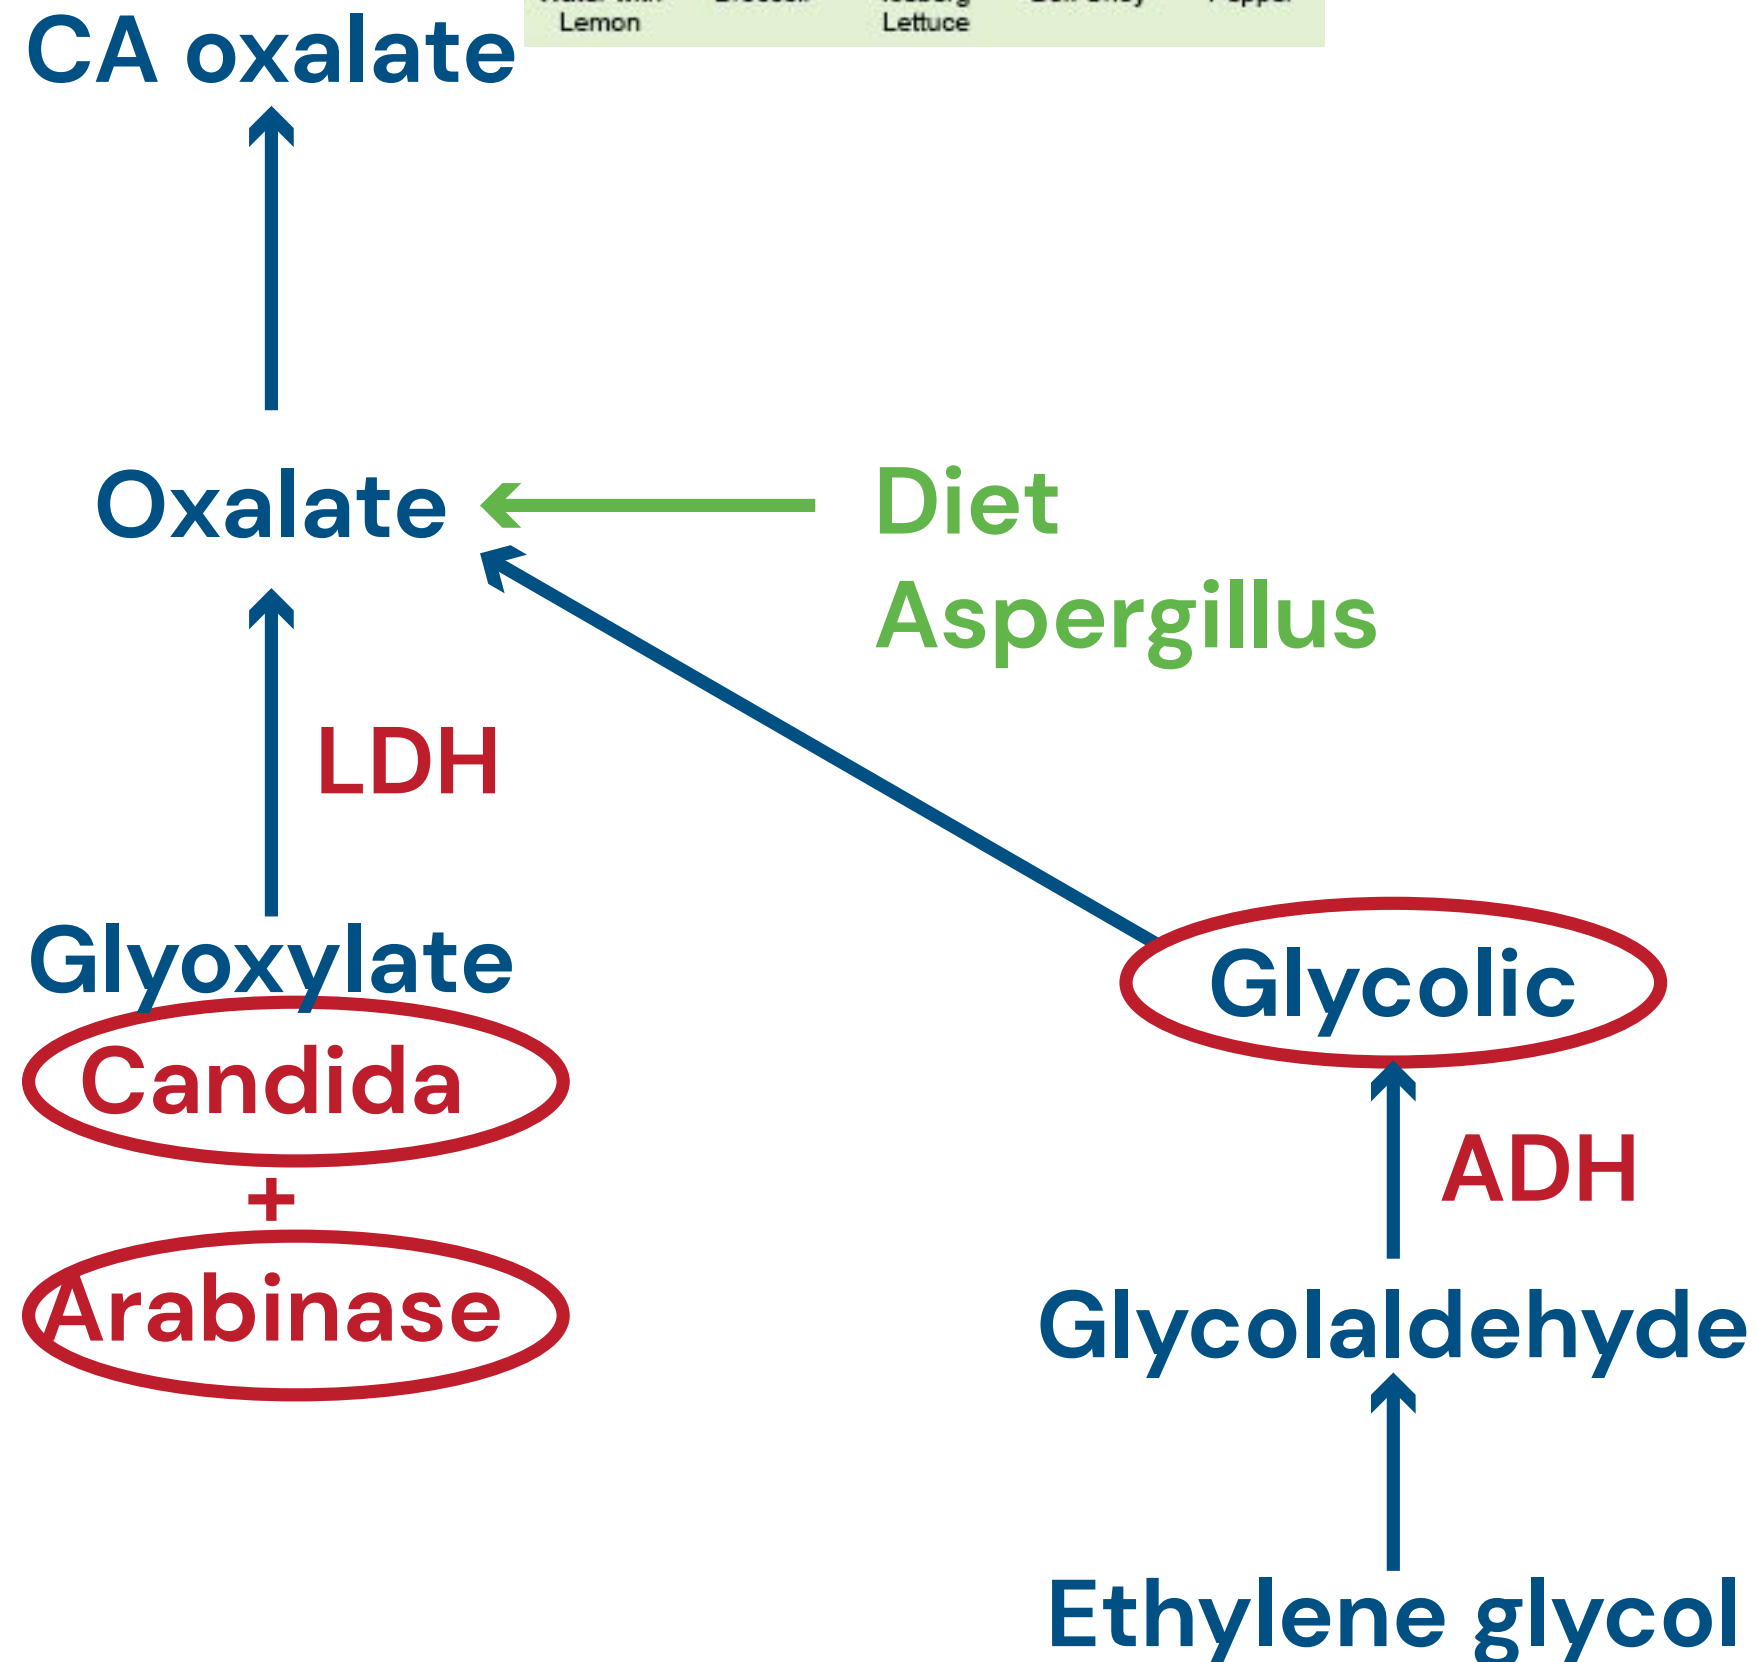 CA oxalate
Lemon
Lettuce
Oxalate
Diet
Aspergillus
LDH
Glyoxylate
Glycolic
Candida
ADH
+
Arabinase
Glycolaldehyde
Ethylene glycol